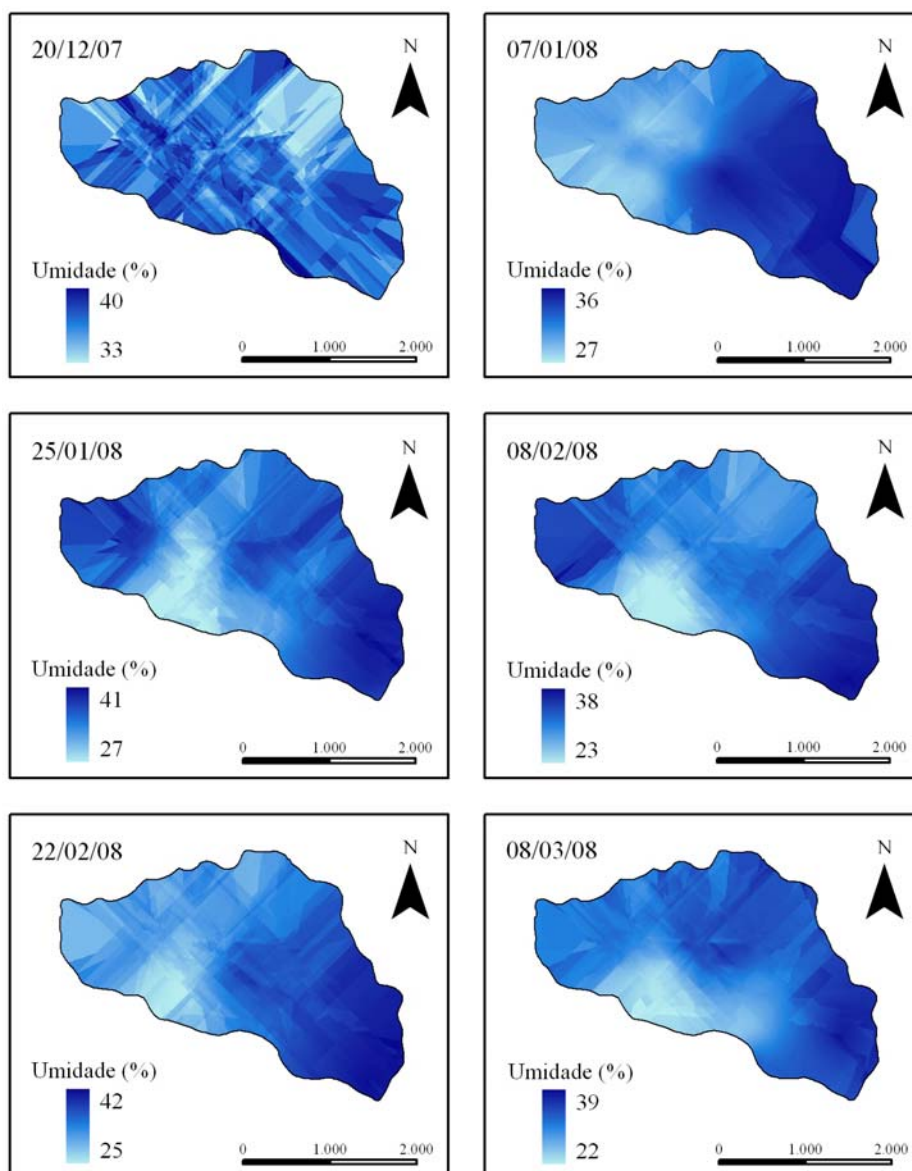 20/12/07
N
Umidade (%)
40
33
0 1.000 2.000
07/01/08
N
Umidade (%)
36
27
0 1.000 2.000
25/01/08
N
Umidade (%)
41
27
0 1.000 2.000
08/02/08
N
Umidade (%)
38
23
0 1.000 2.000
22/02/08
N
Umidade (%)
42
25
0 1.000 2.000
08/03/08
N
Umidade (%)
39
22
0 1.000 2.000